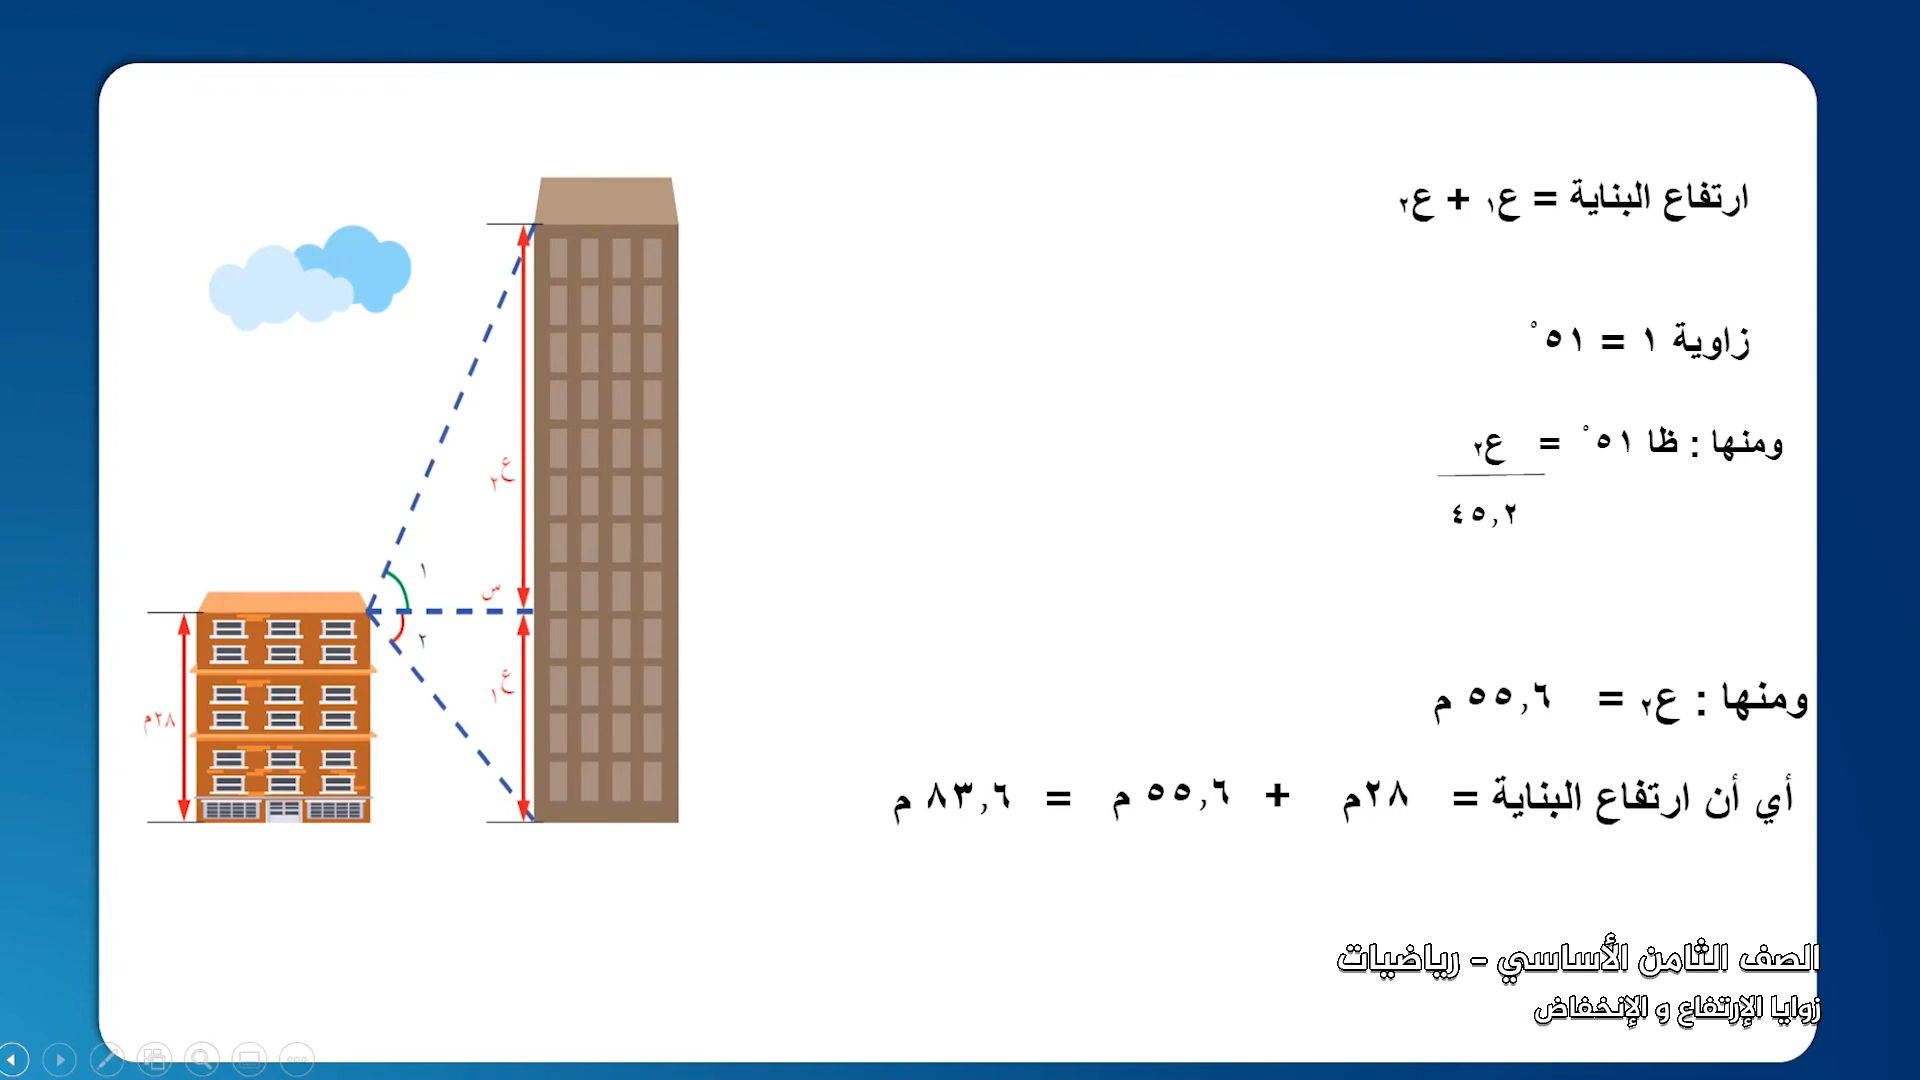 ارتفاع البناية = ع١ + ع٢
زاوية ١ = ٥١°
ومنها : ظا ٥١° = ع٢
٤٥,٢
ومنها : ع٢ = ٥٥,٦ م
أي أن ارتفاع البناية = ٢٨م + ٥٥,٦ م = ٨٣,٦ م
ع٢
١
س
٢
ع١
٢٨م
الصف الثامن الأساسي - رياضيات
زوايا الإرتفاع و الإنخفاض